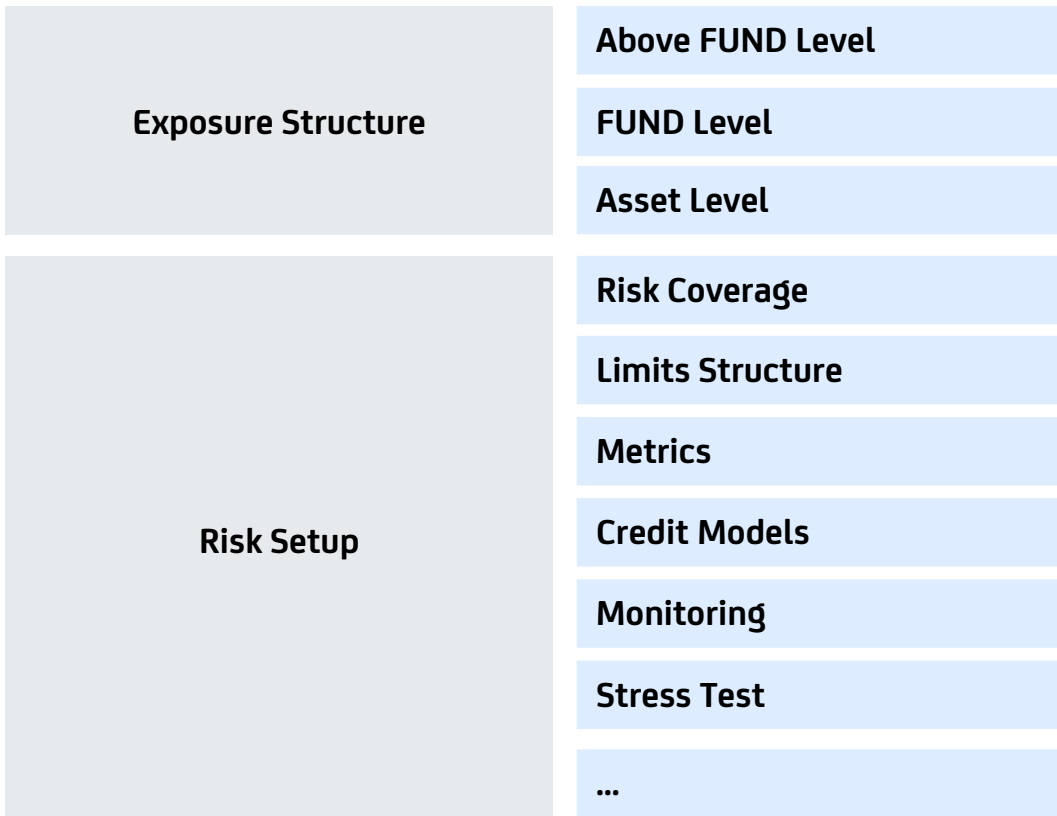 Exposure Structure
Above FUND Level
FUND Level
Asset Level
Risk Setup
Risk Coverage
Limits Structure
Metrics
Credit Models
Monitoring
Stress Test
...